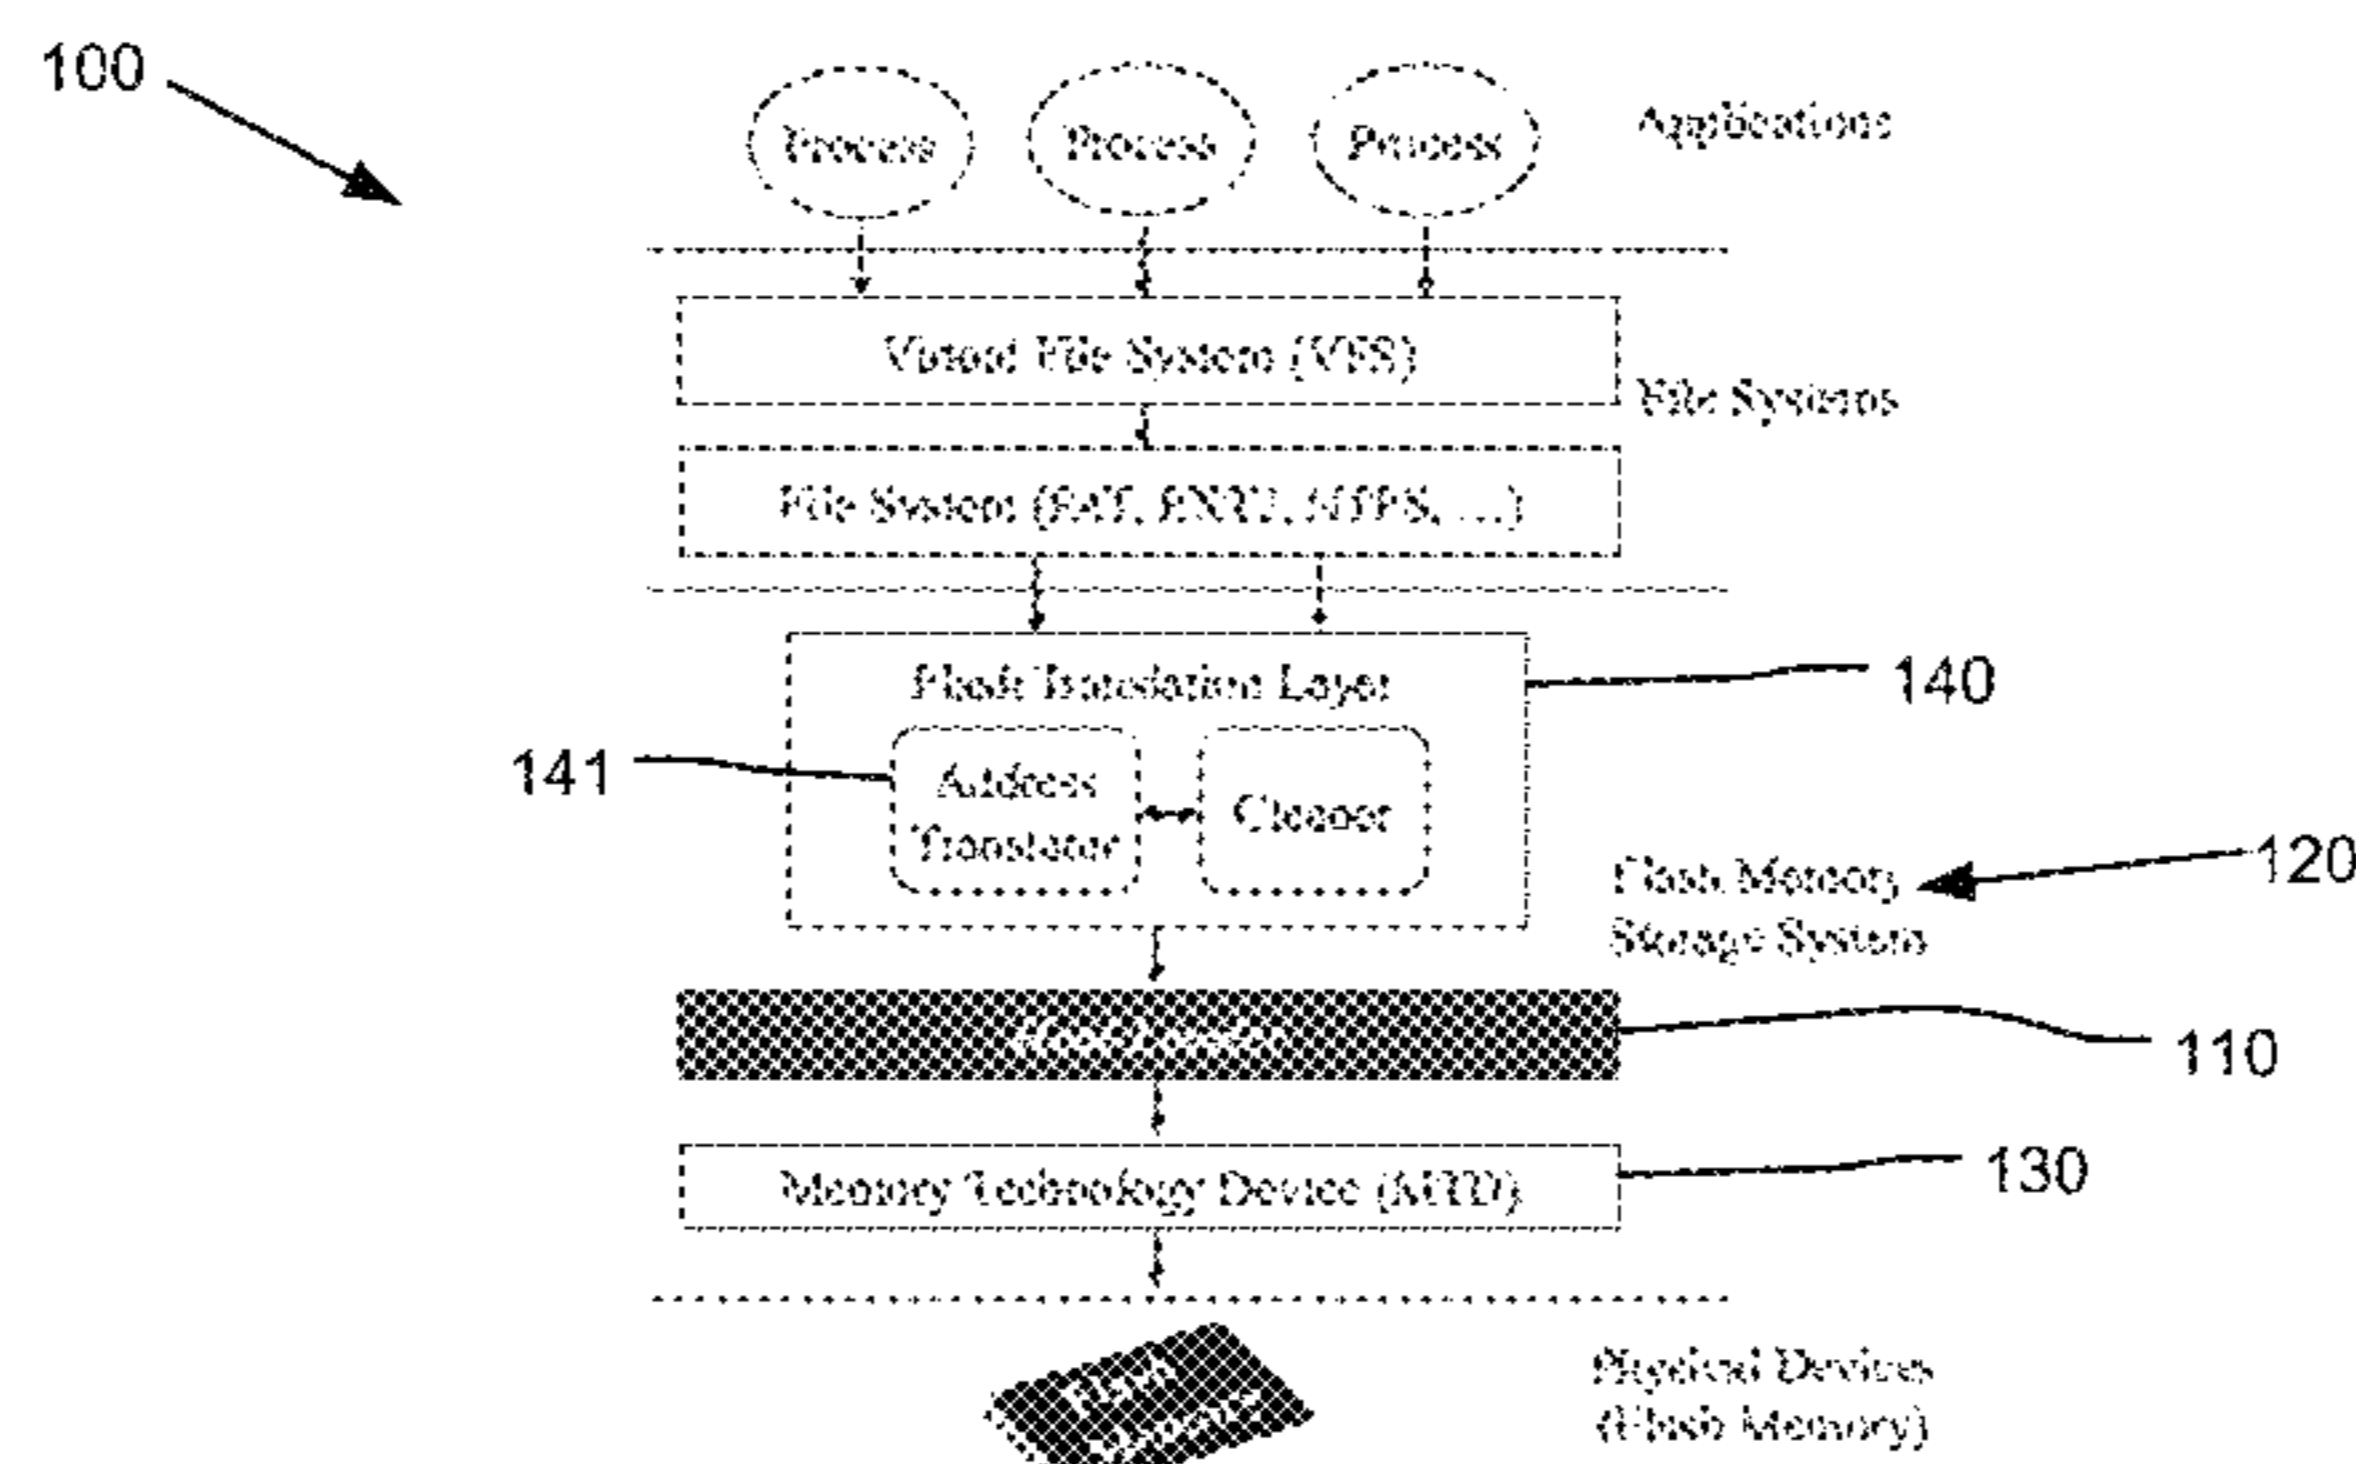 100
Process
Process
Process
Applications
Virtual File System (VFS)
File Systems
File System (FAT, EXT2, NTFS, ...)
Flash Translation Layer
140
141
Address
Translator
Cleaner
120
Flash Memory
Storage System
110
Memory Technology Device (MTD)
130
Flash
Memory
Physical Devices
(Flash Memory)